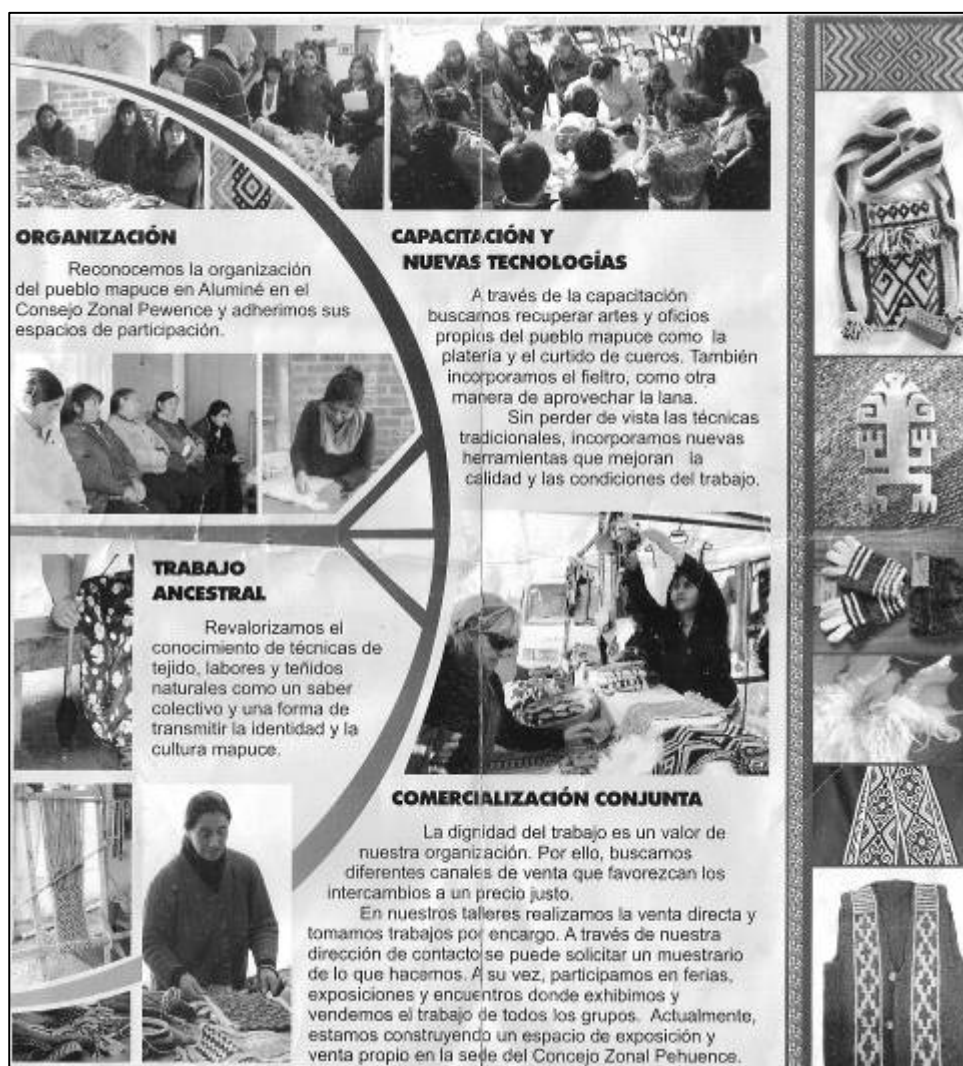 ORGANIZACIÓN
Reconocemos la organización
del pueblo mapuce en Aluminé en el
Consejo Zonal Pewence y adherimos sus
espacios de participación.
CAPACITACIÓN Y
NUEVAS TECNOLOGÍAS
A través de la capacitación
buscamos recuperar artes y oficios
propios del pueblo mapuce como la
platería y el curtido de cueros. También
incorporamos el fieltro, como otra
manera de aprovechar la lana.
Sin perder de vista las técnicas
tradicionales, incorporamos nuevas
herramientas que mejoran la
calidad y las condiciones del trabajo.
TRABAJO
ANCESTRAL
Revalorizamos el
conocimiento de técnicas de
tejido, labores y teñidos
naturales como un saber
colectivo y una forma de
transmitir la identidad y la
cultura mapuce.
COMERCIALIZACIÓN CONJUNTA
La dignidad del trabajo es un valor de
nuestra organización. Por ello, buscamos
diferentes canales de venta que favorezcan los
intercambios a un precio justo.
En nuestros talleres realizamos la venta directa y
tomamos trabajos por encargo. A través de nuestra
dirección de contacto se puede solicitar un muestrario
de lo que hacemos. A su vez, participamos en ferias,
exposiciones y encuentros donde exhibimos y
vendemos el trabajo de todos los grupos. Actualmente,
estamos construyendo un espacio de exposición y
venta propio en la sede del Concejo Zonal Pehuence.